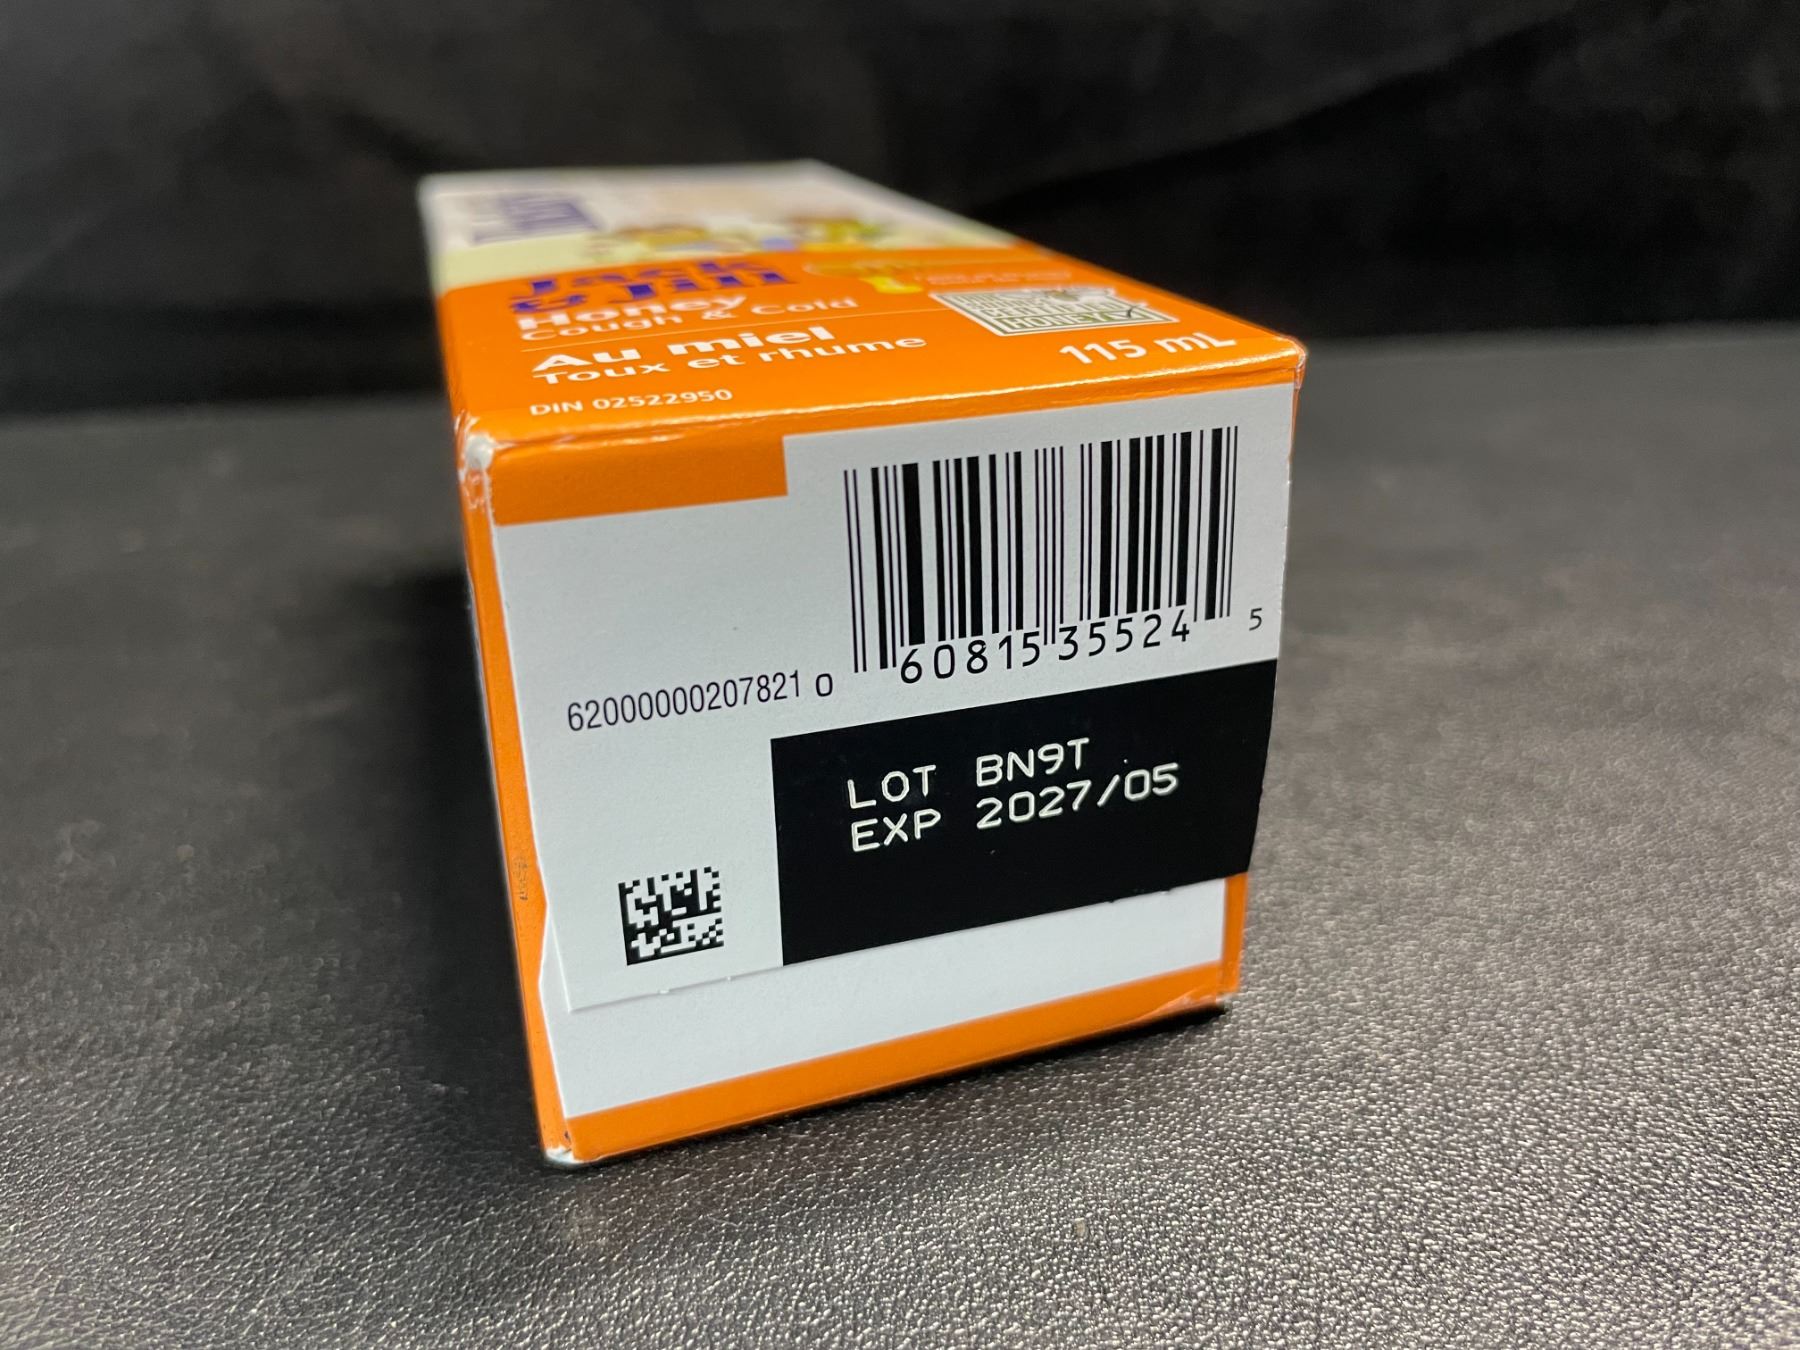 Jack
& Jill
Honey
Cough & Cold
Au miel
Toux et rhume
HONEY
115 mL
DIN 02522950
62000000207821
0 60815 35524 5
LOT BN9T
EXP 2027/05